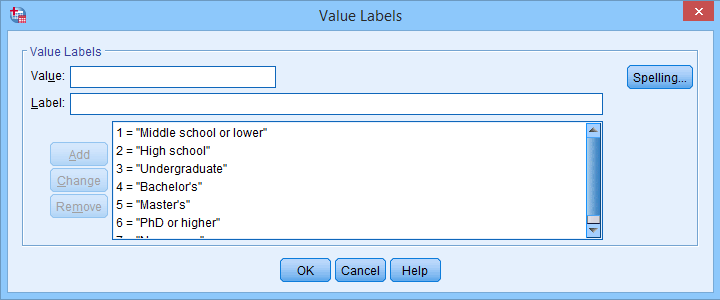 Value Labels
Value Labels
Value:
Spelling...
Label:
1 = "Middle school or lower"
2 = "High school"
3 = "Undergraduate"
4 = "Bachelor's"
5 = "Master's"
6 = "PhD or higher"
Add
Change
Remove
OK Cancel Help